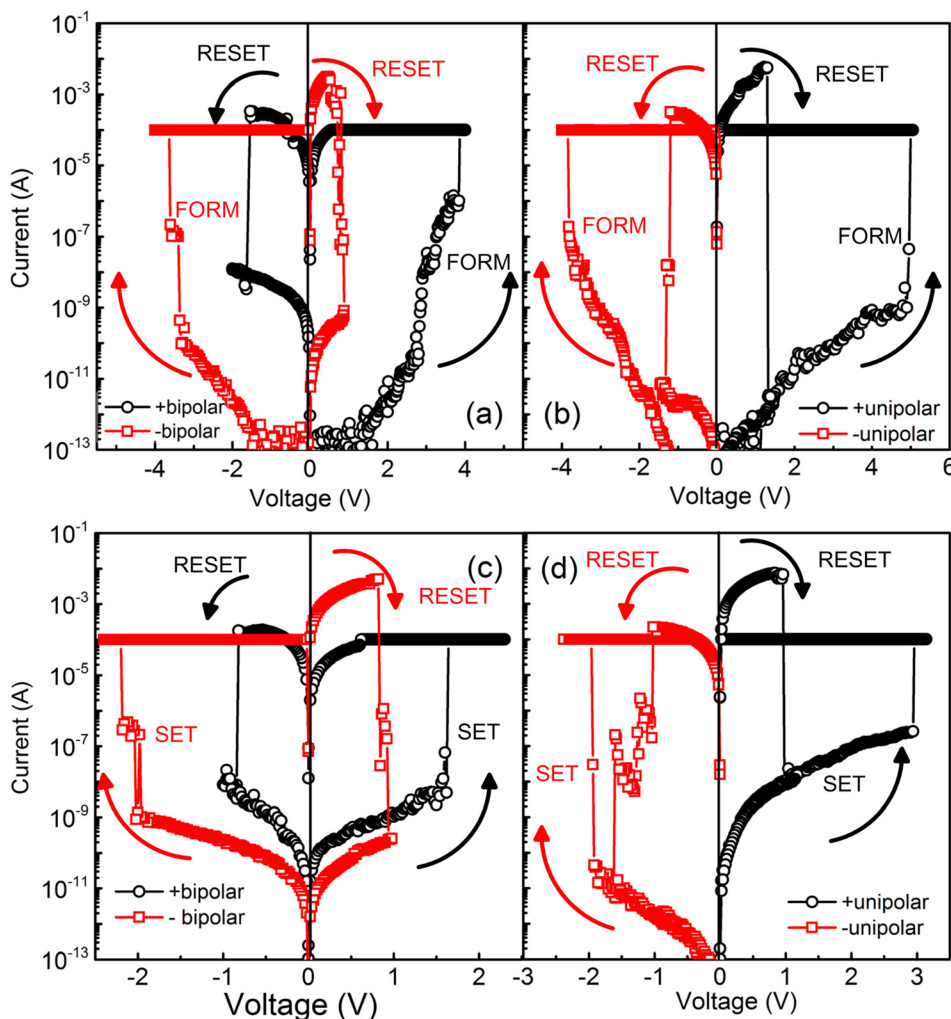 10^-1
10^-3
10^-5
10^-7
10^-9
10^-11
10^-13
Current (A)
RESET
RESET
FORM
FORM
+bipolar
-bipolar
(a)
-4 -2 0 2 4
Voltage (V)
RESET
RESET
FORM
FORM
(b)
+unipolar
-unipolar
-4 -2 0 2 4 6
Voltage (V)
10^-1
10^-3
10^-5
10^-7
10^-9
10^-11
10^-13
Current (A)
RESET
(c)
RESET
SET
SET
+bipolar
- bipolar
-2 -1 0 1 2
Voltage (V)
(d)
RESET
RESET
SET
SET
+unipolar
-unipolar
-3 -2 -1 0 1 2 3
Voltage (V)